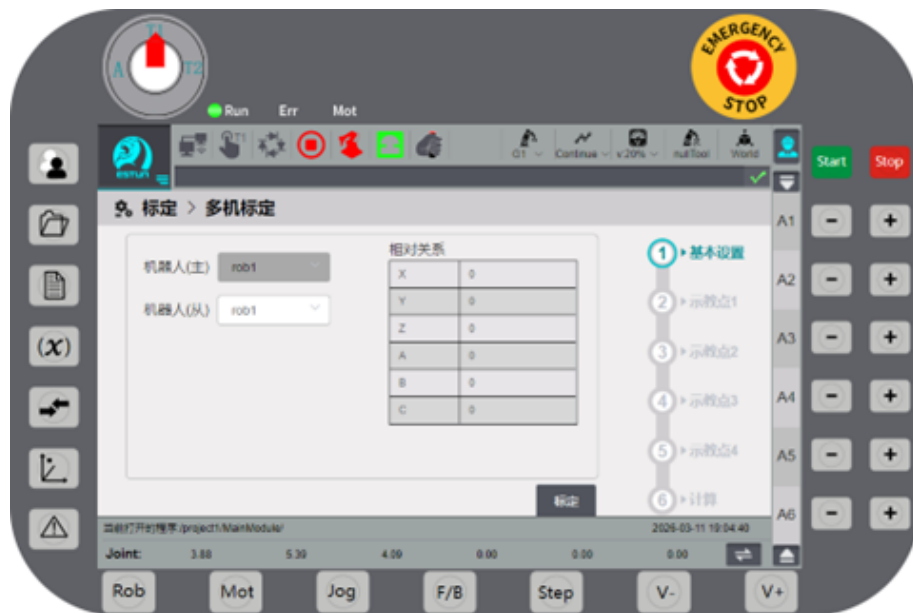 T1
A
T2
EMERGENCY
STOP
Run Err Mot
T1
ESTUN
G1 Continue v:20% nullTool World
Start Stop
标定 > 多机标定
A1 - +
机器人(主) rob1
机器人(从) rob1
相对关系
X 0
Y 0
Z 0
A 0
B 0
C 0
1 基本设置
2 示教点1
3 示教点2
4 示教点3
5 示教点4
6 计算
A2 - +
A3 - +
A4 - +
A5 - +
A6 - +
(x)
标定
当前打开的程序:/project1/MainModule/ 2026-03-11 19:04:40
Joint: 3.88 5.39 4.09 0.00 0.00 0.00
Rob Mot Jog F/B Step V- V+